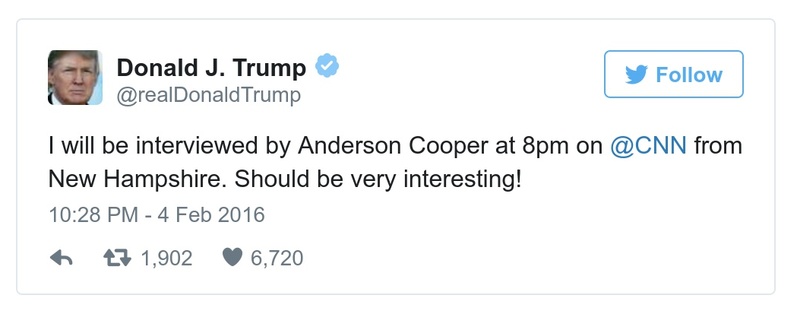 Donald J. Trump
@realDonaldTrump
Follow
I will be interviewed by Anderson Cooper at 8pm on @CNN from
New Hampshire. Should be very interesting!
10:28 PM - 4 Feb 2016
1,902 6,720